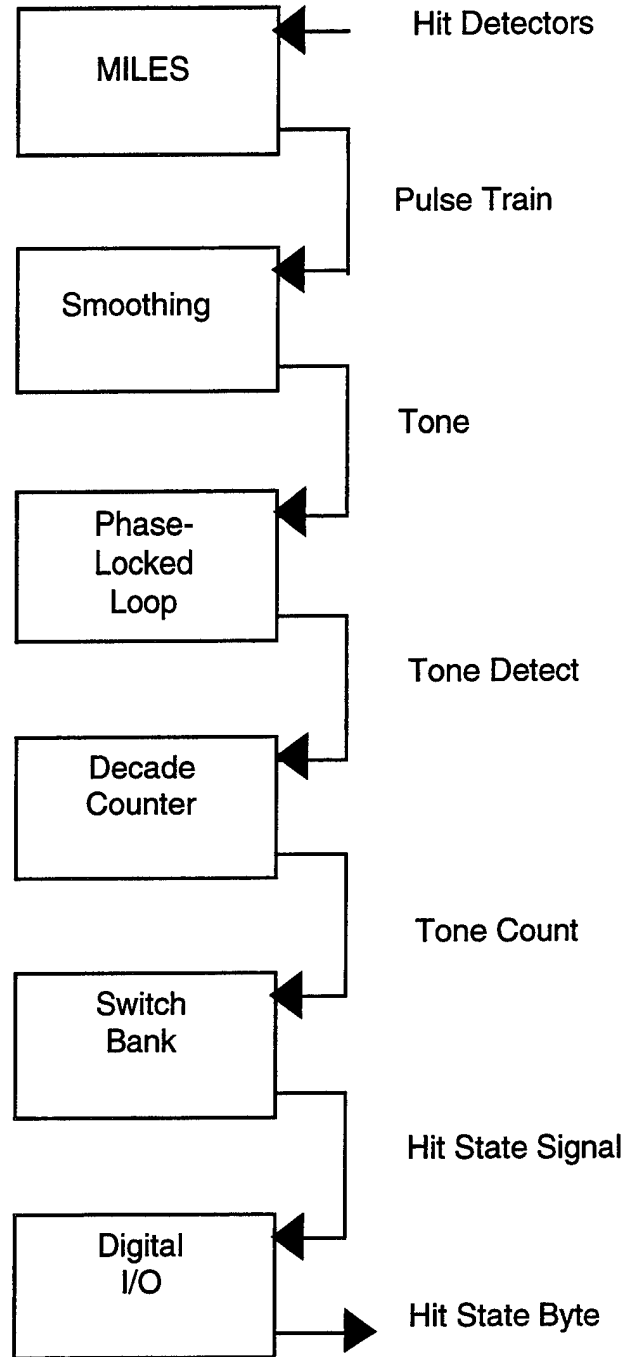 Hit Detectors
MILES
Pulse Train
Smoothing
Tone
Phase-
Locked
Loop
Tone Detect
Decade
Counter
Tone Count
Switch
Bank
Hit State Signal
Digital
I/O
Hit State Byte